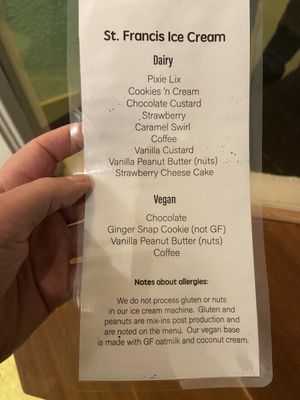 St. Francis Ice Cream
Dairy
Pixie Lix
Cookies 'n Cream
Chocolate Custard
Strawberry
Caramel Swirl
Coffee
Vanilla Custard
Vanilla Peanut Butter (nuts)
Strawberry Cheese Cake
Vegan
Chocolate
Ginger Snap Cookie (not GF)
Vanilla Peanut Butter (nuts)
Coffee
Notes about allergies:
We do not process gluten or nuts
in our ice cream machine. Gluten and
peanuts are mix-ins post production and
are noted on the menu. Our vegan base
is made with GF oatmilk and coconut cream.